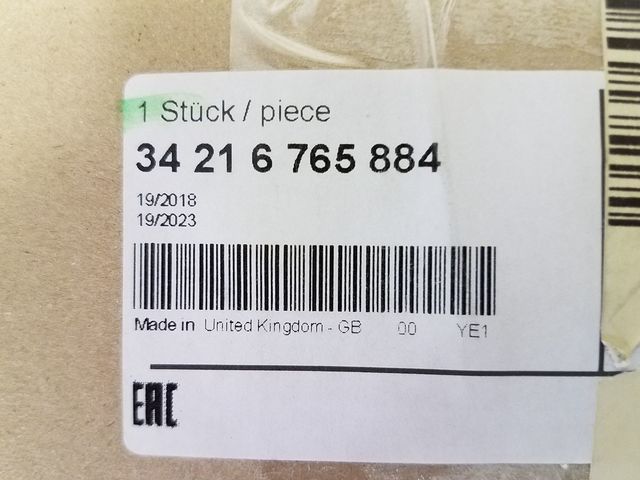 1 Stück / piece
34 21 6 765 884
19/2018
19/2023
Made in United Kingdom - GB 00 YE1
EAC